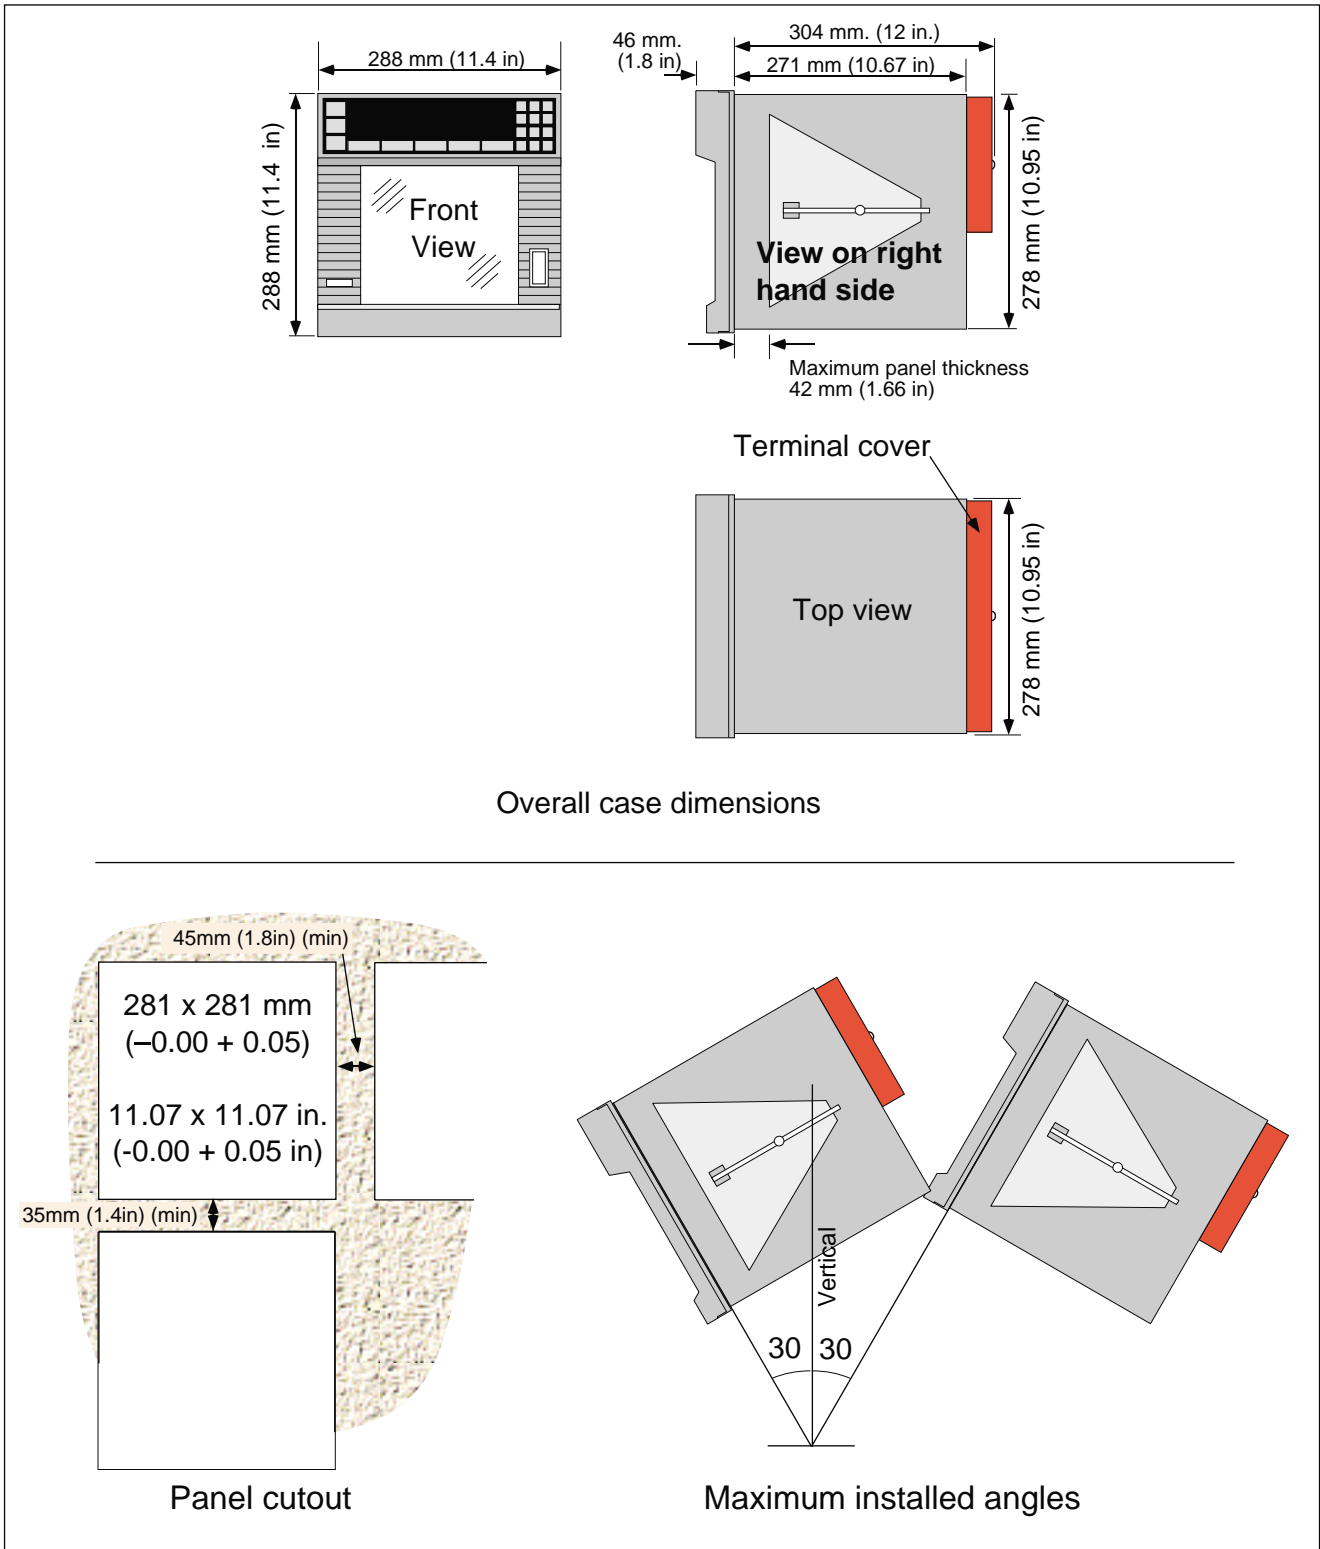 288 mm (11.4 in)
288 mm (11.4  in)
Front
View
46 mm.
(1.8 in)
304 mm. (12 in.)
271 mm (10.67 in)
View on right
hand side
278 mm (10.95 in)
Maximum panel thickness
42 mm (1.66 in)
Terminal cover
Top view
278 mm (10.95 in)
Overall case dimensions
45mm (1.8in) (min)
281 x 281 mm
(–0.00 + 0.05)
11.07 x 11.07 in.
(-0.00 + 0.05 in)
35mm (1.4in) (min)
Panel cutout
Vertical
30
30
Maximum installed angles